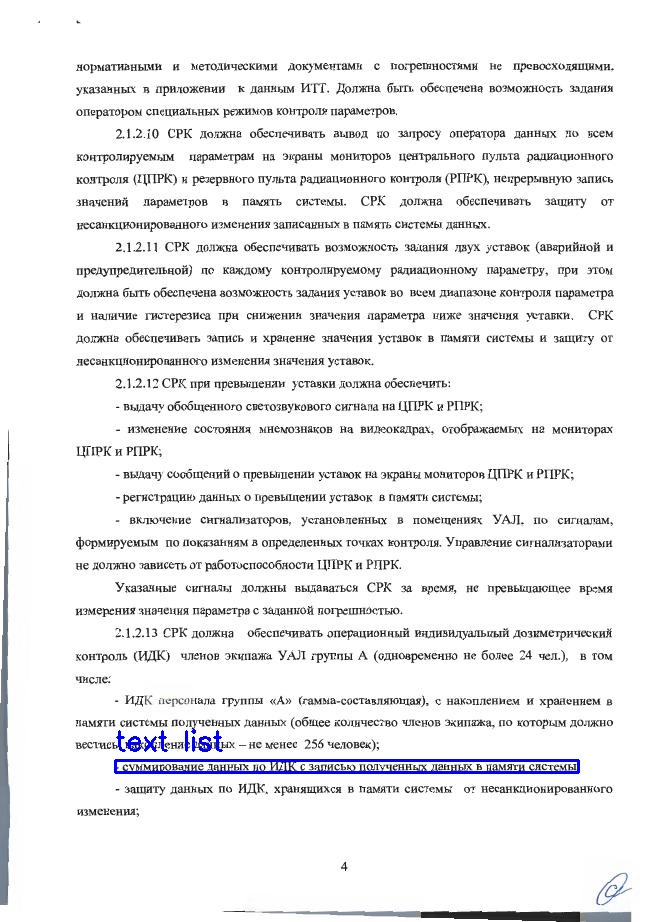 нормативными и методическими документами с погрешностями не превосходящими,
указанных в приложении к данным ИТТ. Должна быть обеспечена возможность задания
оператором специальных режимов контроля параметров.
2.1.2.10 СРК должна обеспечивать вывод по запросу оператора данных по всем
контролируемым параметрам на экраны мониторов центрального пульта радиационного
контроля (ЦПРК) и резервного пульта радиационного контроля (РПРК), непрерывную запись
значений параметров в память системы. СРК должна обеспечивать защиту от
несанкционированного изменения записанных в память системы данных.
2.1.2.11 СРК должна обеспечивать возможность задания двух уставок (аварийной и
предупредительной) по каждому контролируемому радиационному параметру, при этом
должна быть обеспечена возможность задания уставок во всем диапазоне контроля параметра
и наличие гистерезиса при снижении значения параметра ниже значения уставки. СРК
должна обеспечивать запись и хранение значения уставок в памяти системы и защиту от
несанкционированного изменения значения уставок.
2.1.2.12 СРК при превышении уставки должна обеспечить:
- выдачу обобщенного светозвукового сигнала на ЦПРК и РПРК;
- изменение состояния мнемознаков на видеокадрах, отображаемых на мониторах
ЦПРК и РПРК;
- выдачу сообщений о превышении уставок на экраны мониторов ЦПРК и РПРК;
- регистрацию данных о превышении уставок в памяти системы;
- включение сигнализаторов, установленных в помещениях УАЛ, по сигналам,
формируемым по показаниям в определенных точках контроля. Управление сигнализаторами
не должно зависеть от работоспособности ЦПРК и РПРК.
Указанные сигналы должны выдаваться СРК за время, не превышающее время
измерения значения параметра с заданной погрешностью.
2.1.2.13 СРК должна обеспечивать операционный индивидуальный дозиметрический
контроль (ИДК) членов экипажа УАЛ группы А (одновременно не более 24 чел.), в том
числе:
- ИДК персонала группы «А» (гамма-составляющая), с накоплением и хранением в
памяти системы полученных данных (общее количество членов экипажа, по которым должно
вестись данных – не менее 256 человек);
text list
- суммирование данных по ИДК с записью полученных данных в памяти системы
- защиту данных по ИДК, хранящихся в памяти системы от несанкционированного
изменения;
4